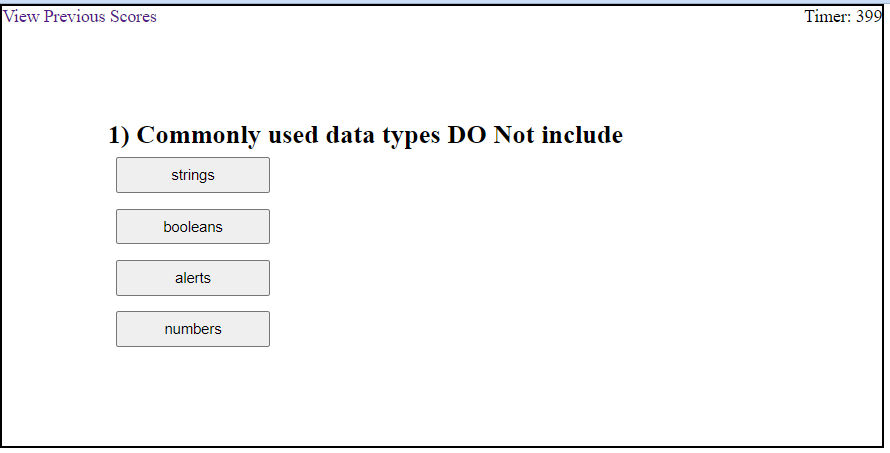 View Previous Scores
Timer: 399
1) Commonly used data types DO Not include
strings
booleans
alerts
numbers